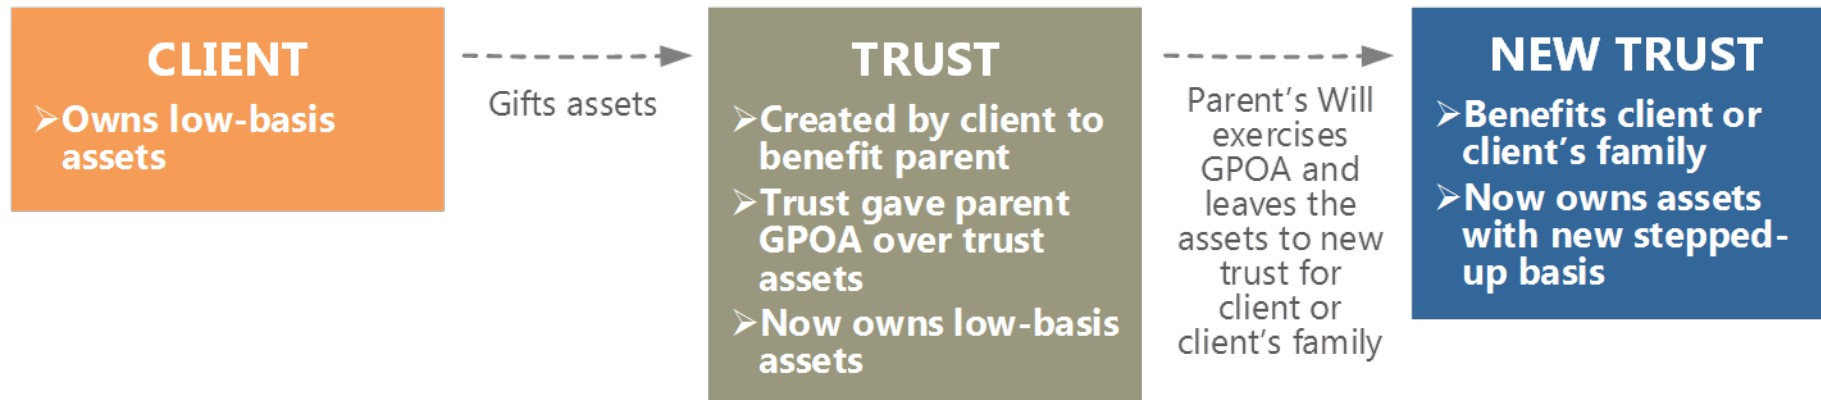 CLIENT
➢Owns low-basis
assets
Gifts assets
TRUST
➢Created by client to
benefit parent
➢Trust gave parent
GPOA over trust
assets
➢Now owns low-basis
assets
Parent’s Will
exercises
GPOA and
leaves the
assets to new
trust for
client or
client’s family
NEW TRUST
➢Benefits client or
client’s family
➢Now owns assets
with new stepped-
up basis